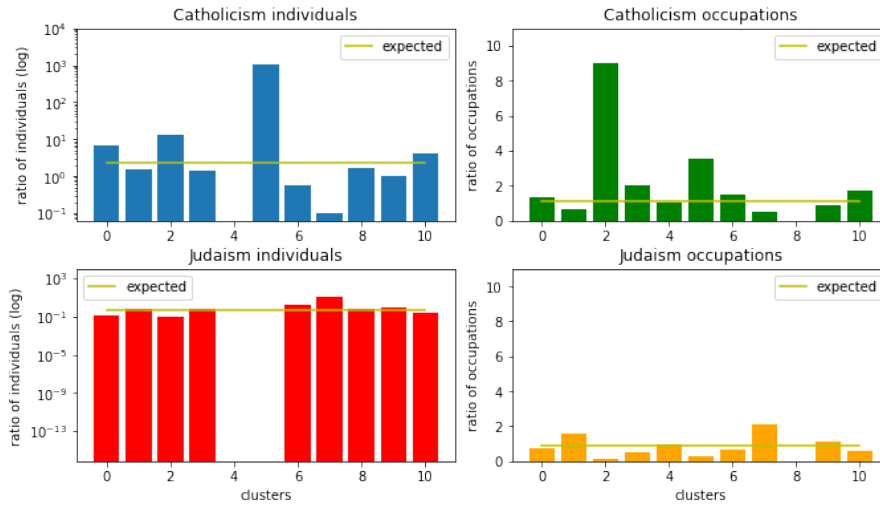 Catholicism individuals
ratio of individuals (log)
10^4
10^3
10^2
10^1
10^0
10^-1
expected
0 2 4 6 8 10
Catholicism occupations
ratio of occupations
10
8
6
4
2
0
expected
0 2 4 6 8 10
Judaism individuals
ratio of individuals (log)
10^3
10^-1
10^-5
10^-9
10^-13
expected
0 2 4 6 8 10
clusters
Judaism occupations
ratio of occupations
10
8
6
4
2
0
expected
0 2 4 6 8 10
clusters